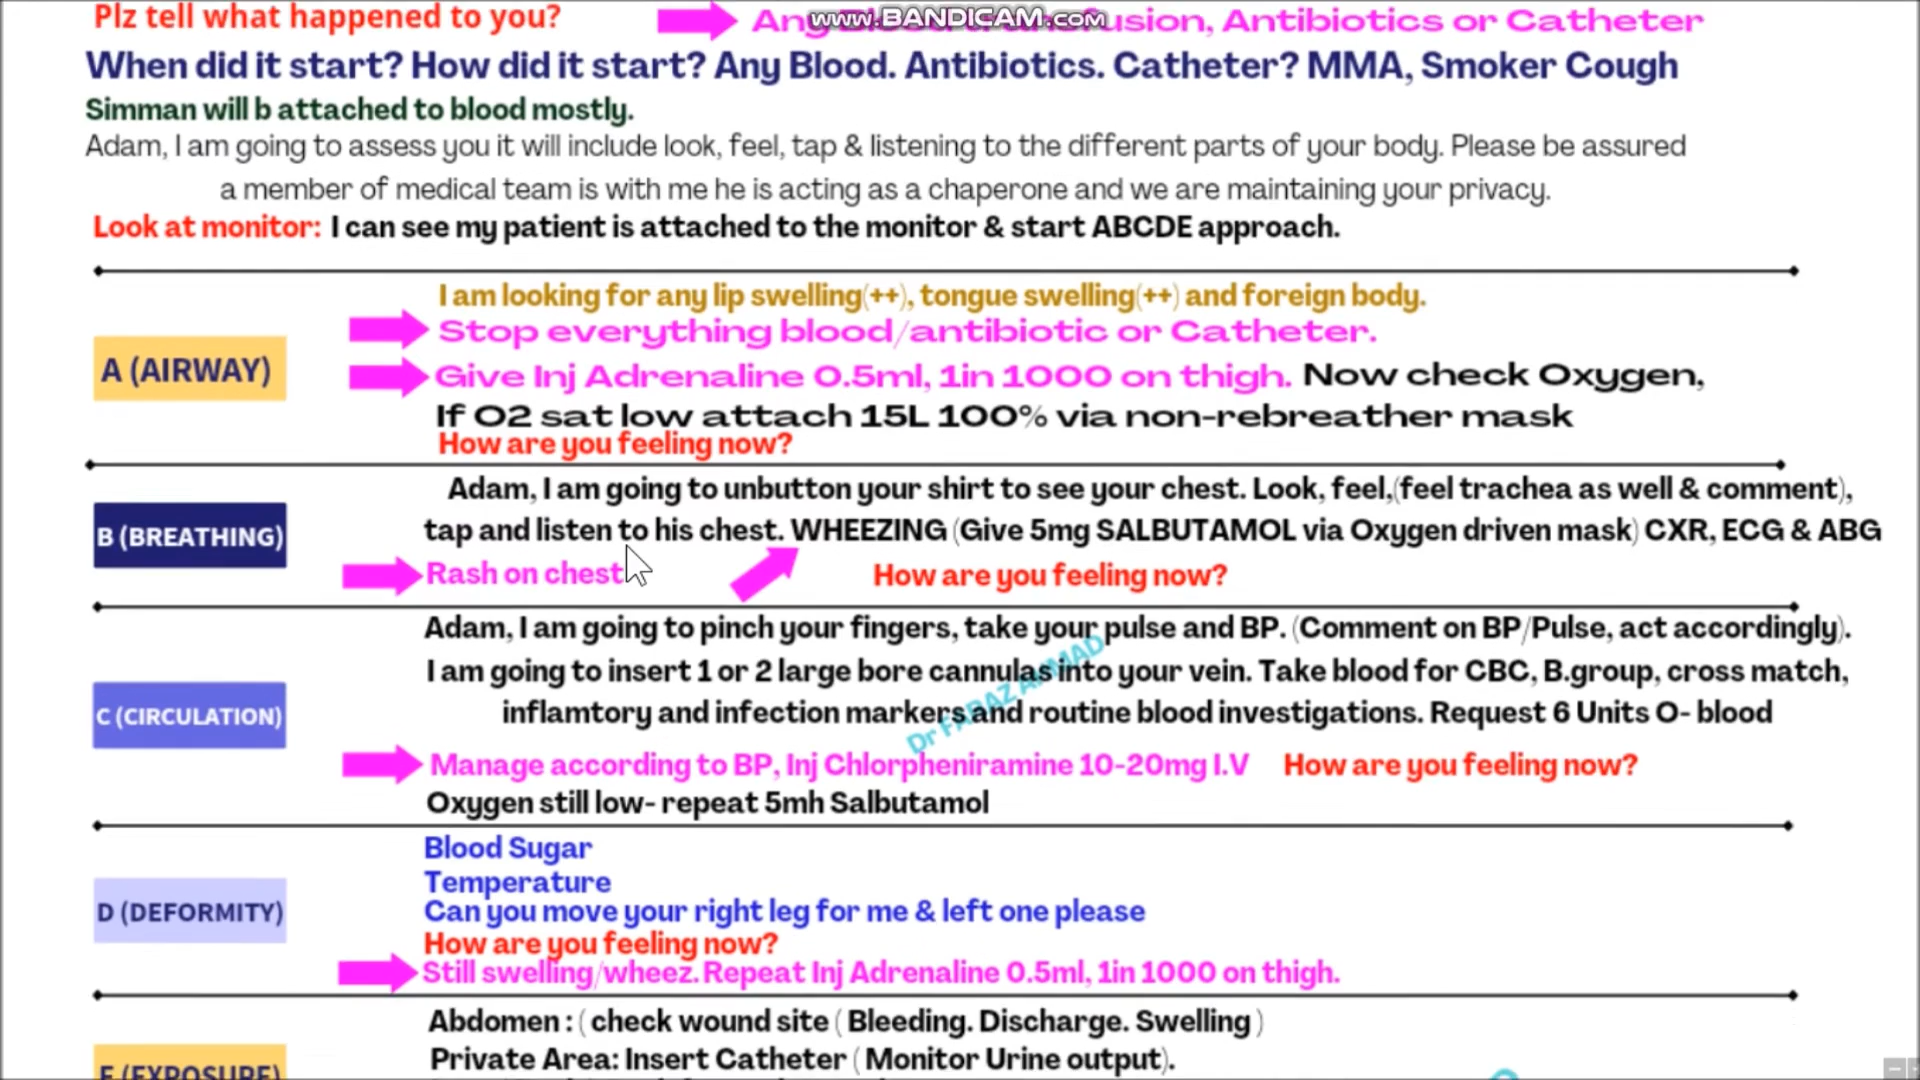 Plz tell what happened to you?
www.BANDICAM.com
Any usion, Antibiotics or Catheter
When did it start? How did it start? Any Blood. Antibiotics. Catheter? MMA, Smoker Cough
Simman will b attached to blood mostly.
Adam, I am going to assess you it will include look, feel, tap & listening to the different parts of your body. Please be assured
a member of medical team is with me he is acting as a chaperone and we are maintaining your privacy.
Look at monitor: I can see my patient is attached to the monitor & start ABCDE approach.
I am looking for any lip swelling(++), tongue swelling(++) and foreign body.
Stop everything blood/antibiotic or Catheter.
A (AIRWAY)
Give Inj Adrenaline 0.5ml, 1in 1000 on thigh. Now check Oxygen,
If O2 sat low attach 15L 100% via non-rebreather mask
How are you feeling now?
Adam, I am going to unbutton your shirt to see your chest. Look, feel,(feel trachea as well & comment),
B (BREATHING)
tap and listen to his chest. WHEEZING (Give 5mg SALBUTAMOL via Oxygen driven mask) CXR, ECG & ABG
Rash on chest
How are you feeling now?
Adam, I am going to pinch your fingers, take your pulse and BP. (Comment on BP/Pulse, act accordingly).
I am going to insert 1 or 2 large bore cannulas into your vein. Take blood for CBC, B.group, cross match,
C (CIRCULATION)
inflamtory and infection markers and routine blood investigations. Request 6 Units O- blood
Dr FARAZ AHMAD
Manage according to BP, Inj Chlorpheniramine 10-20mg I.V How are you feeling now?
Oxygen still low- repeat 5mh Salbutamol
Blood Sugar
Temperature
D (DEFORMITY)
Can you move your right leg for me & left one please
How are you feeling now?
Still swelling/wheez. Repeat Inj Adrenaline 0.5ml, 1in 1000 on thigh.
Abdomen : ( check wound site ( Bleeding. Discharge. Swelling )
Private Area: Insert Catheter ( Monitor Urine output).
E (EXPOSURE)